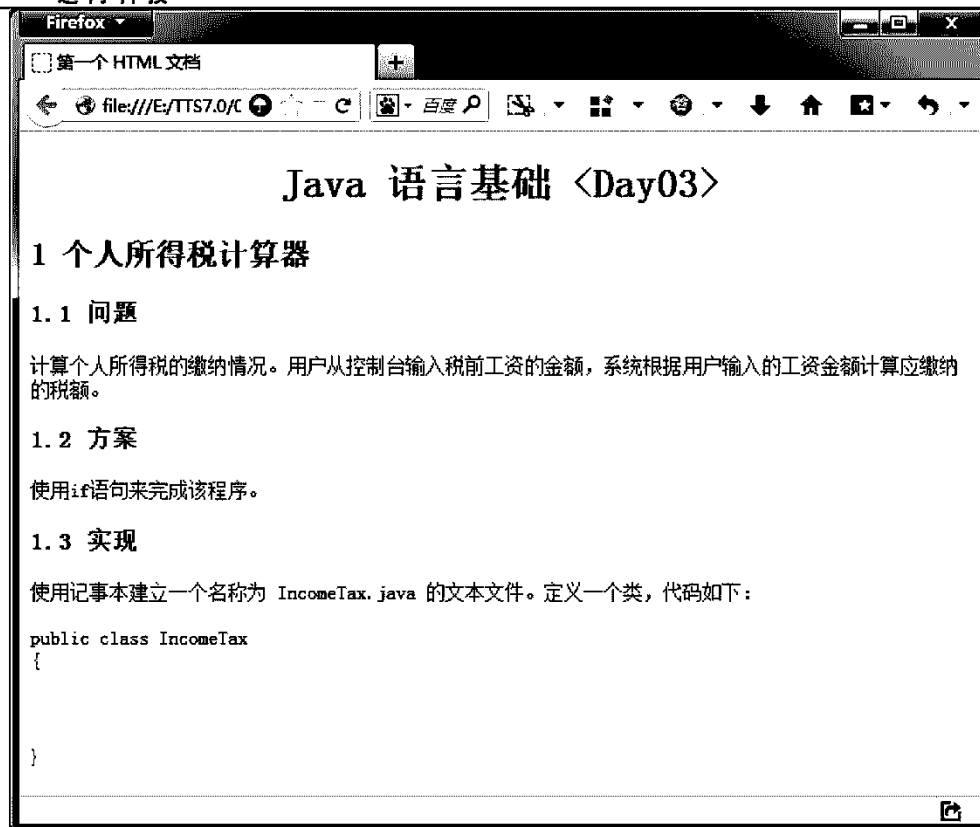 Firefox
第一个 HTML 文档
file:///E:/TTS7.0/C
百度
Java 语言基础 <Day03>
1 个人所得税计算器
1.1 问题
计算个人所得税的缴纳情况。用户从控制台输入税前工资的金额，系统根据用户输入的工资金额计算应缴纳
的税额。
1.2 方案
使用if语句来完成该程序。
1.3 实现
使用记事本建立一个名称为 IncomeTax.java 的文本文件。定义一个类，代码如下：
public class IncomeTax
{
}